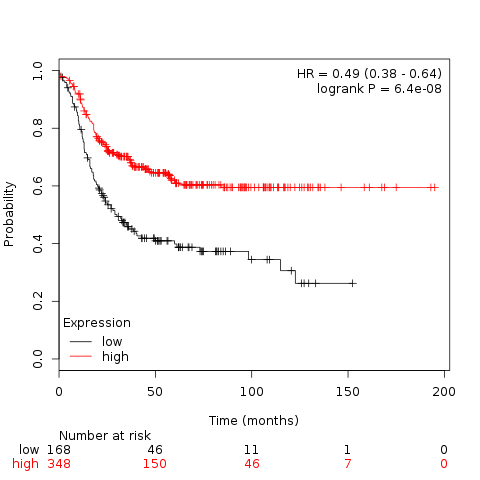 HR = 0.49 (0.38 - 0.64)
logrank P = 6.4e-08
1.0
0.8
0.6
0.4
0.2
0.0
Probability
Expression
low
high
0 50 100 150 200
Time (months)
Number at risk
low 168 46 11 1 0
high 348 150 46 7 0